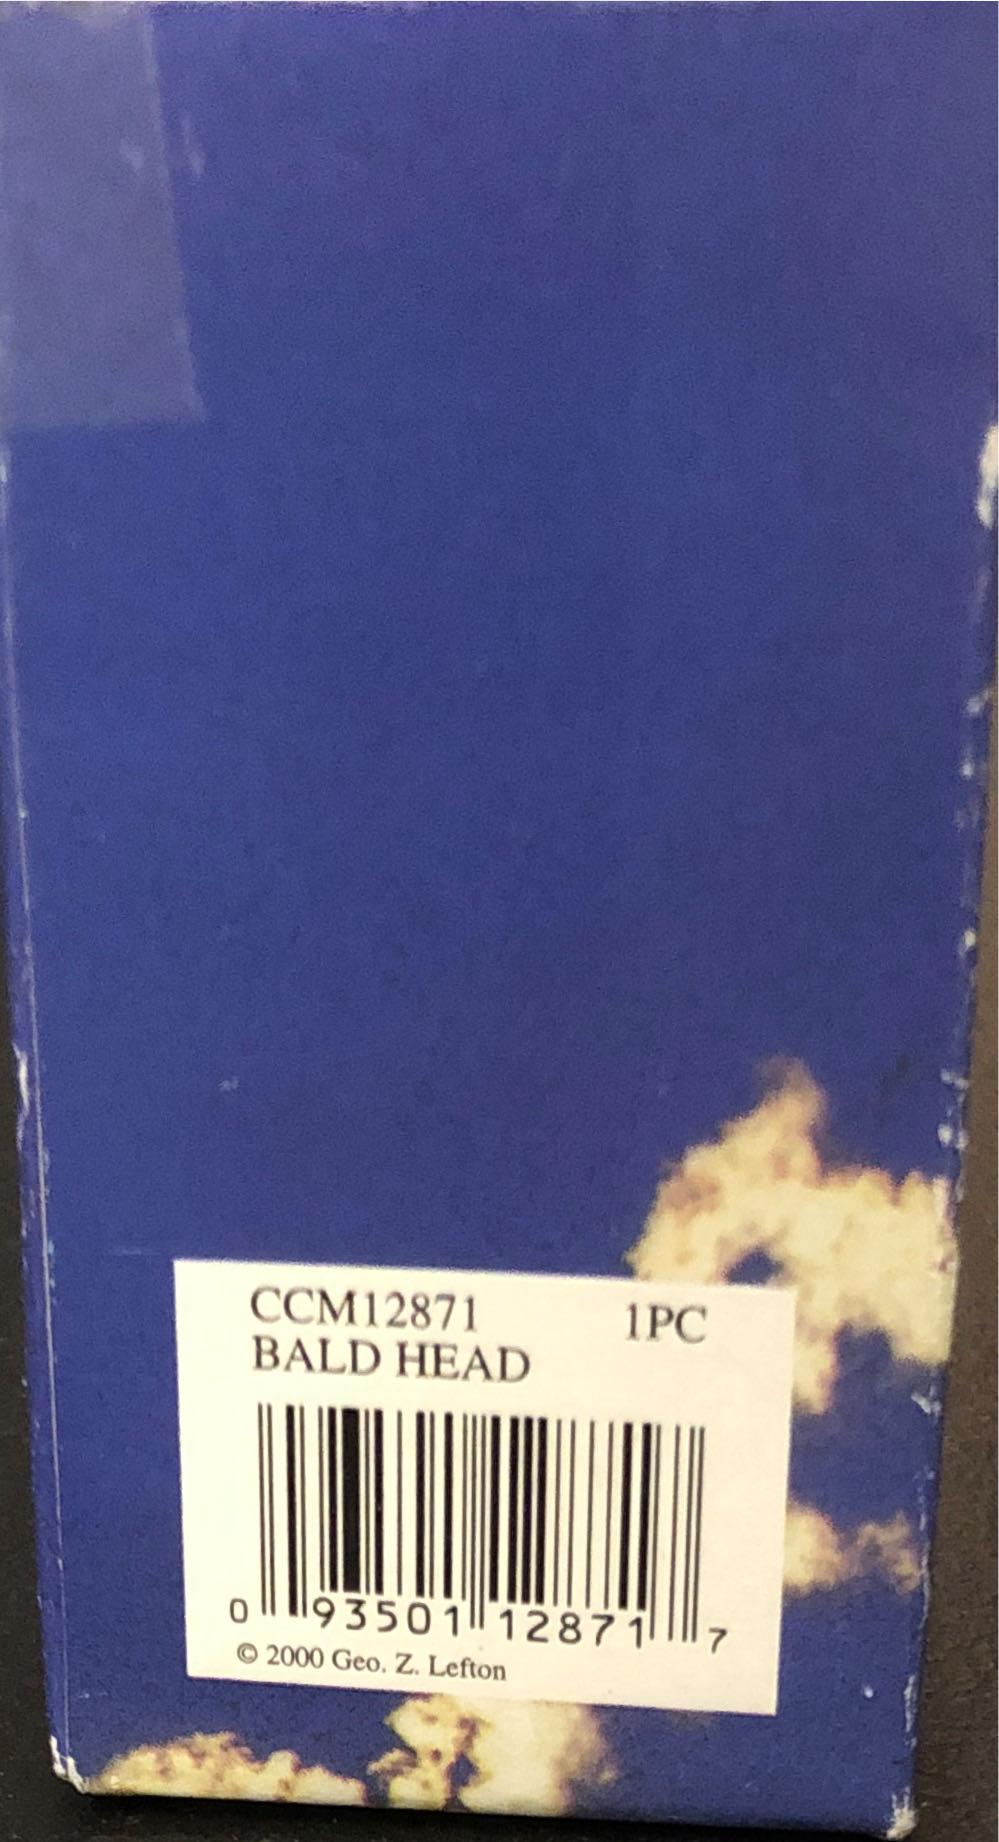 CCM12871 1PC
BALD HEAD
0 93501 12871 7
© 2000 Geo. Z. Lefton